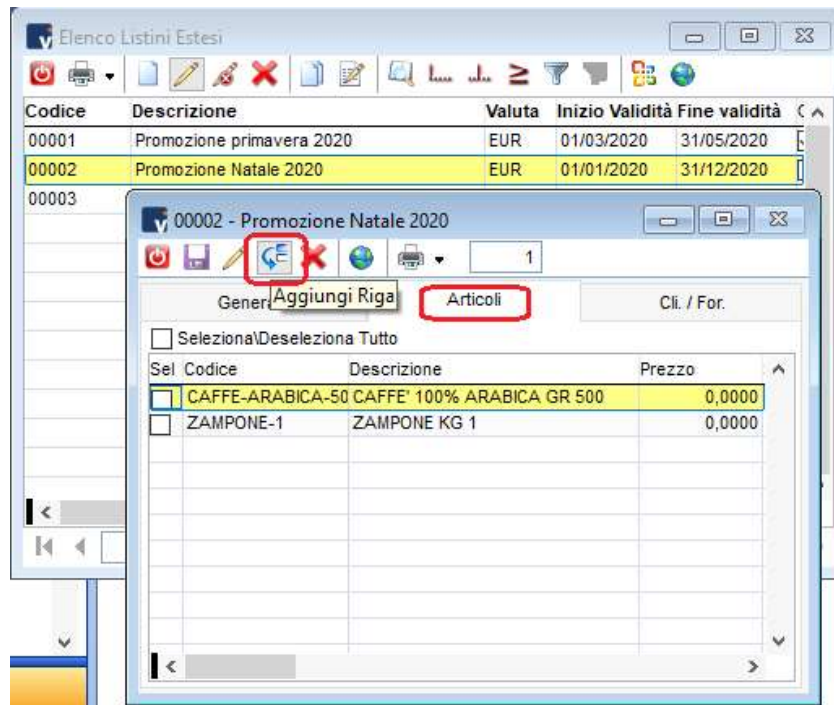 Elenco Listini Estesi
Codice Descrizione Valuta Inizio Validità Fine validità
00001 Promozione primavera 2020 EUR 01/03/2020 31/05/2020
00002 Promozione Natale 2020 EUR 01/01/2020 31/12/2020
00003
00002 - Promozione Natale 2020
1
Aggiungi Riga
Gener Articoli Cli. / For.
Seleziona\Deseleziona Tutto
Sel Codice Descrizione Prezzo
CAFFE-ARABICA-50 CAFFE' 100% ARABICA GR 500 0,0000
ZAMPONE-1 ZAMPONE KG 1 0,0000